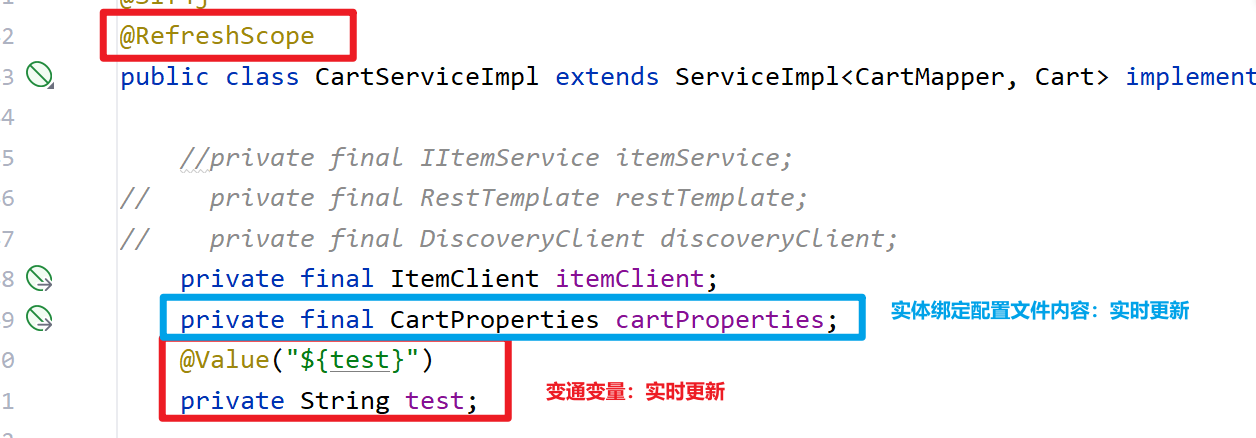 2 @RefreshScope
3 public class CartServiceImpl extends ServiceImpl<CartMapper, Cart> implement
4
5 //private final IItemService itemService;
6 // private final RestTemplate restTemplate;
7 // private final DiscoveryClient discoveryClient;
8 private final ItemClient itemClient;
9 private final CartProperties cartProperties; 实体绑定配置文件内容：实时更新
0 @Value("${test}")
1 private String test; 变通变量：实时更新